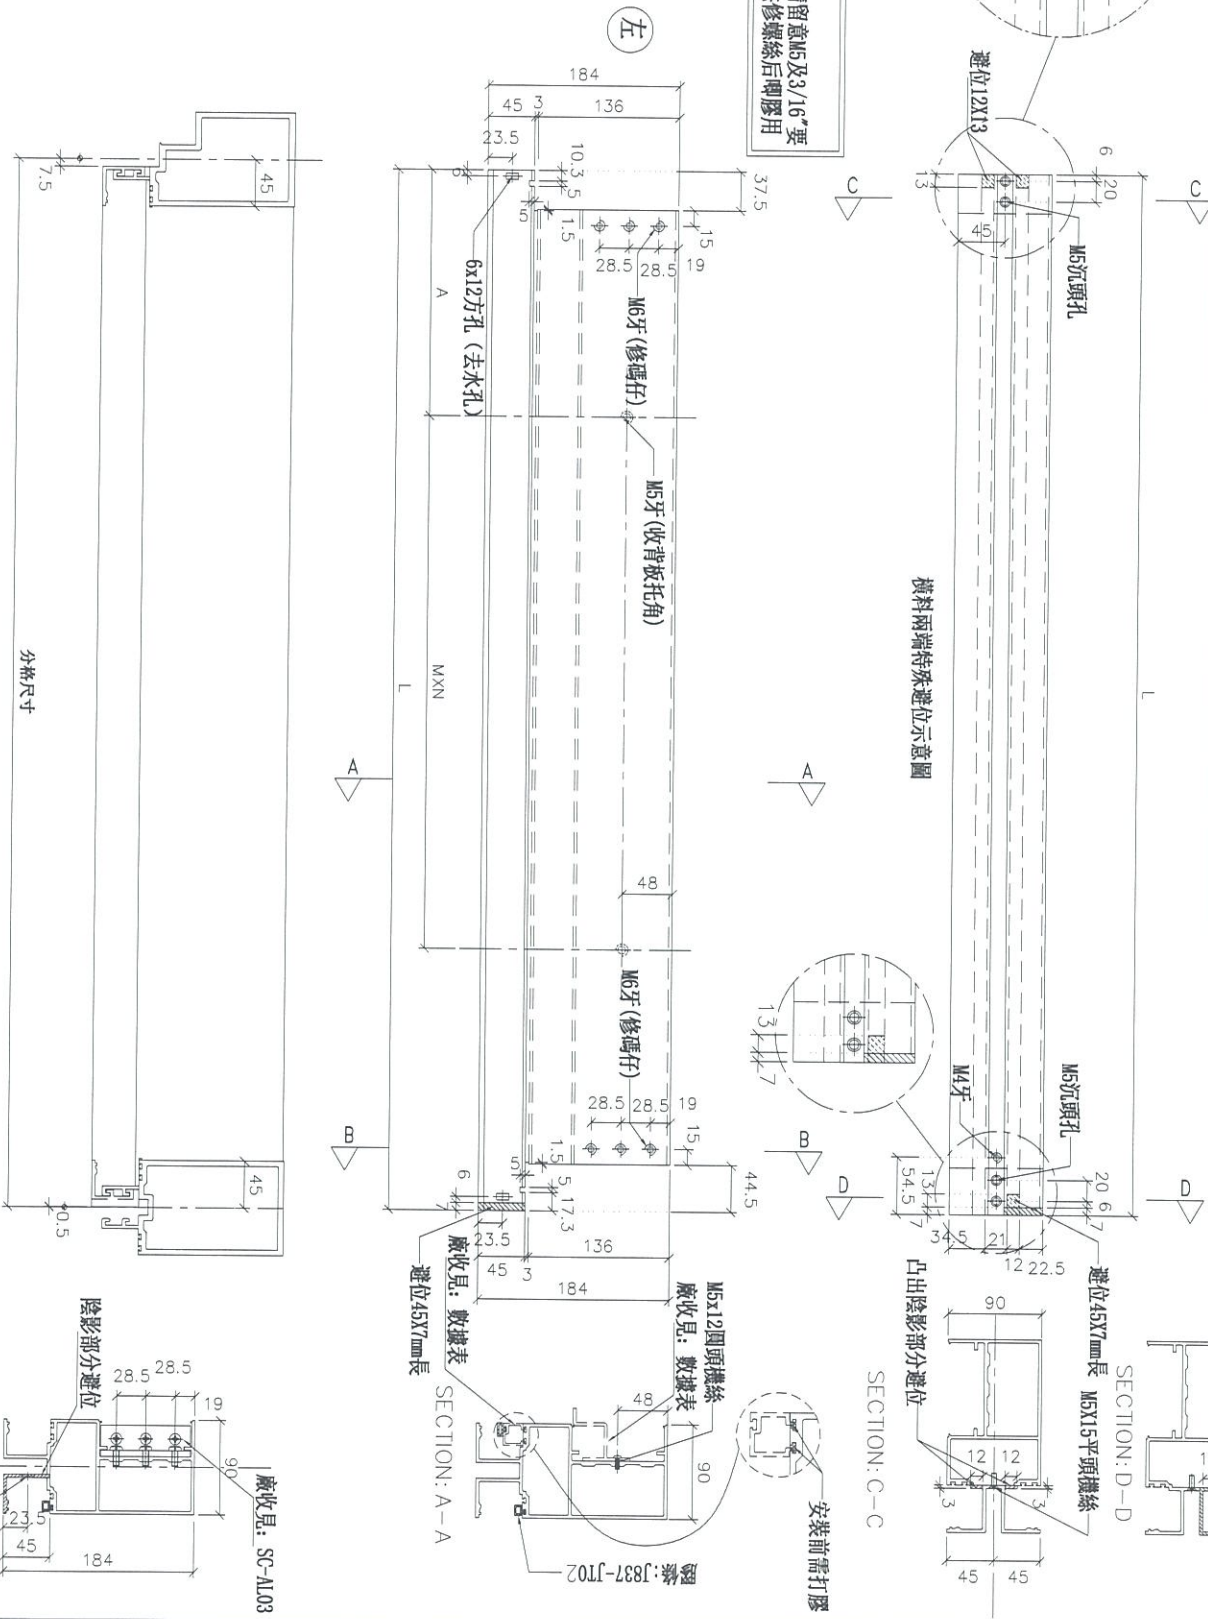 留意M5及3/16"要
修螺絲后唧膠用
左
避位12X13
6
20
13
45
M5沉頭孔
C
C
L
橫料兩端特殊避位示意圖
A
B
D
D
M5沉頭孔
M4牙
54.5
13
7
20
6
7
34.5
21
12
22.5
避位45X7mm長
13
7
184
45
3
136
23.5
10.3
5
6
5
1.5
37.5
15
28.5
28.5
19
6x12方孔 (去水孔)
M6牙(修碼仔)
M5牙(收背板托角)
A
MXN
L
A
B
48
M6牙(修碼仔)
28.5
28.5
19
15
1.5
5
5
17.3
44.5
6
7
23.5
45
3
136
184
避位45X7mm長
廠收見: 數據表
7.5
45
分格尺寸
45
0.5
SECTION: D-D
M5X15平頭機絲
90
12
12
3
3
45
45
凸出陰影部分避位
SECTION: C-C
M5x12圓頭機絲
廠收見: 數據表
48
90
安裝前需打膠
膠條:J837-JT02
SECTION: A-A
陰影部分避位
28.5
28.5
19
90
廠收見: SC-AL03
23.5
45
184